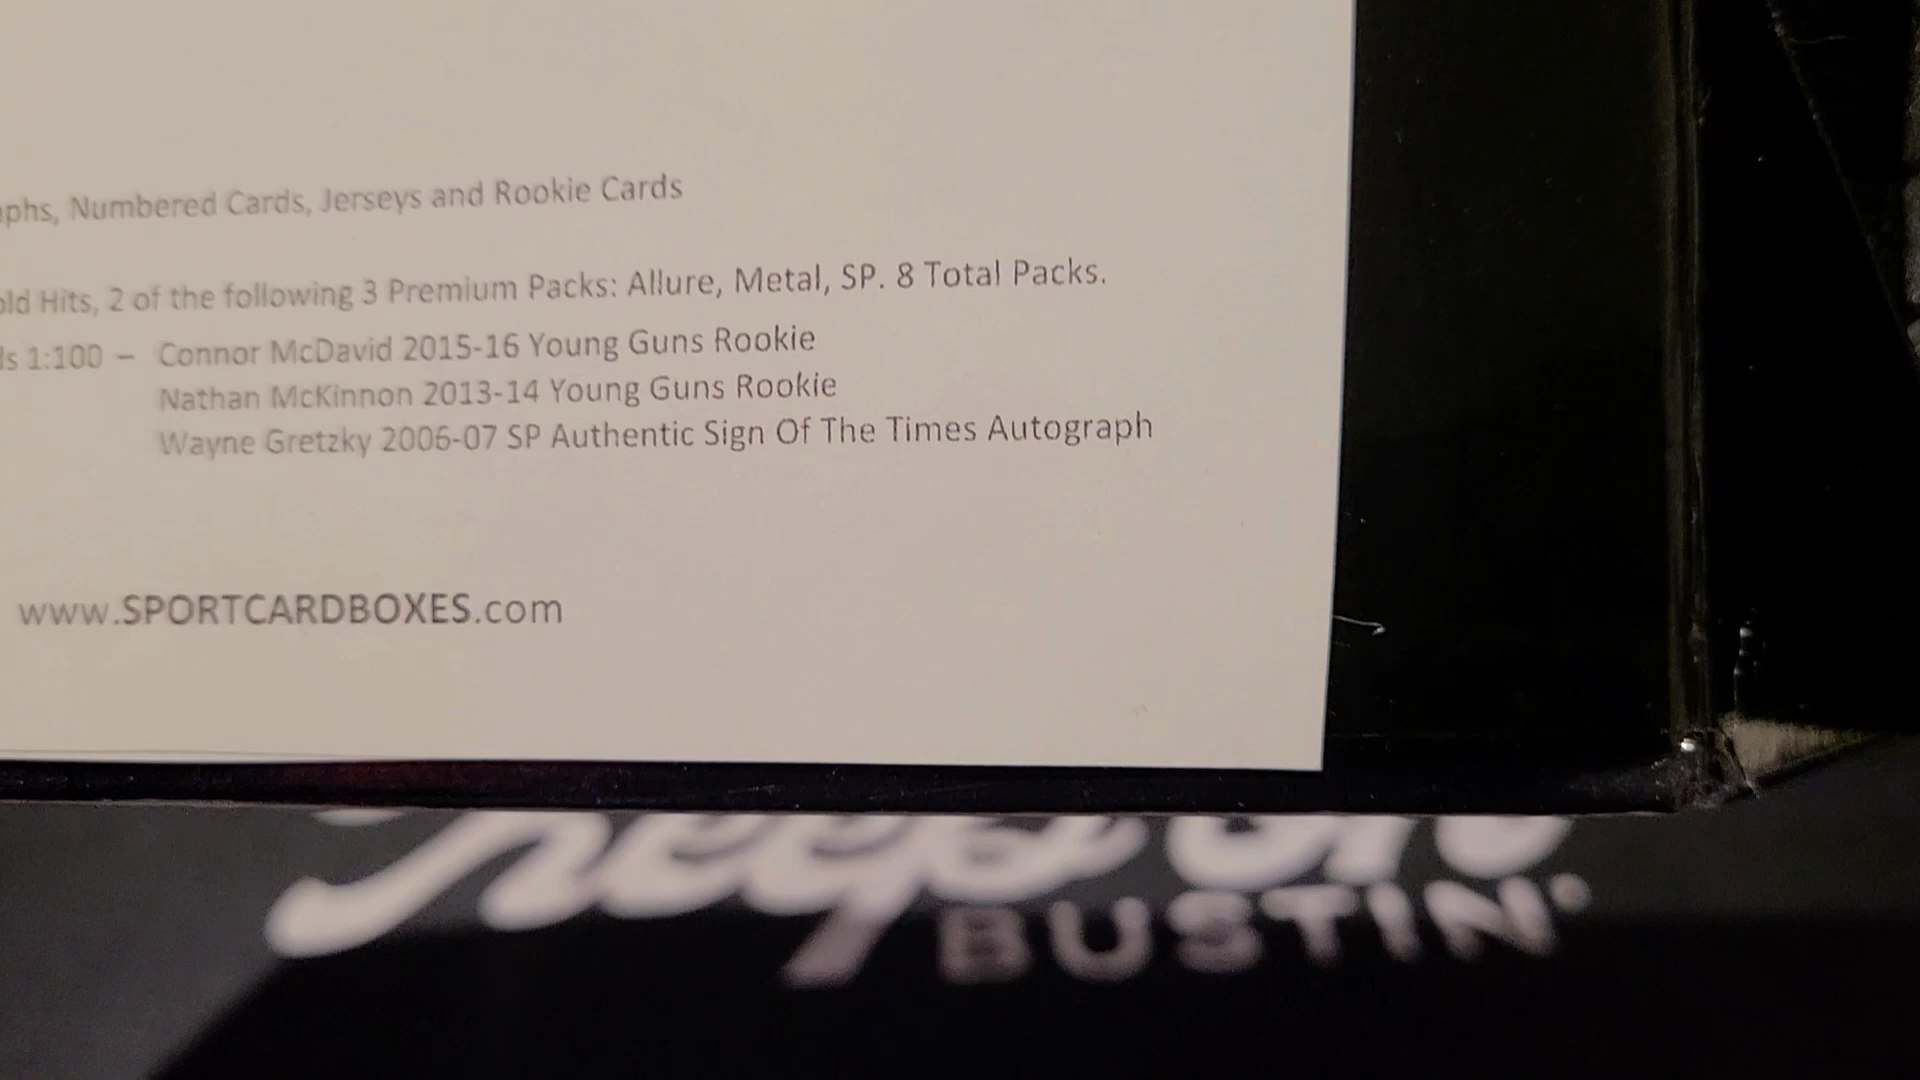 phs, Numbered Cards, Jerseys and Rookie Cards
old Hits, 2 of the following 3 Premium Packs: Allure, Metal, SP. 8 Total Packs.
ls 1:100 – Connor McDavid 2015-16 Young Guns Rookie
Nathan McKinnon 2013-14 Young Guns Rookie
Wayne Gretzky 2006-07 SP Authentic Sign Of The Times Autograph
www.SPORTCARDBOXES.com
Keep On
BUSTIN'